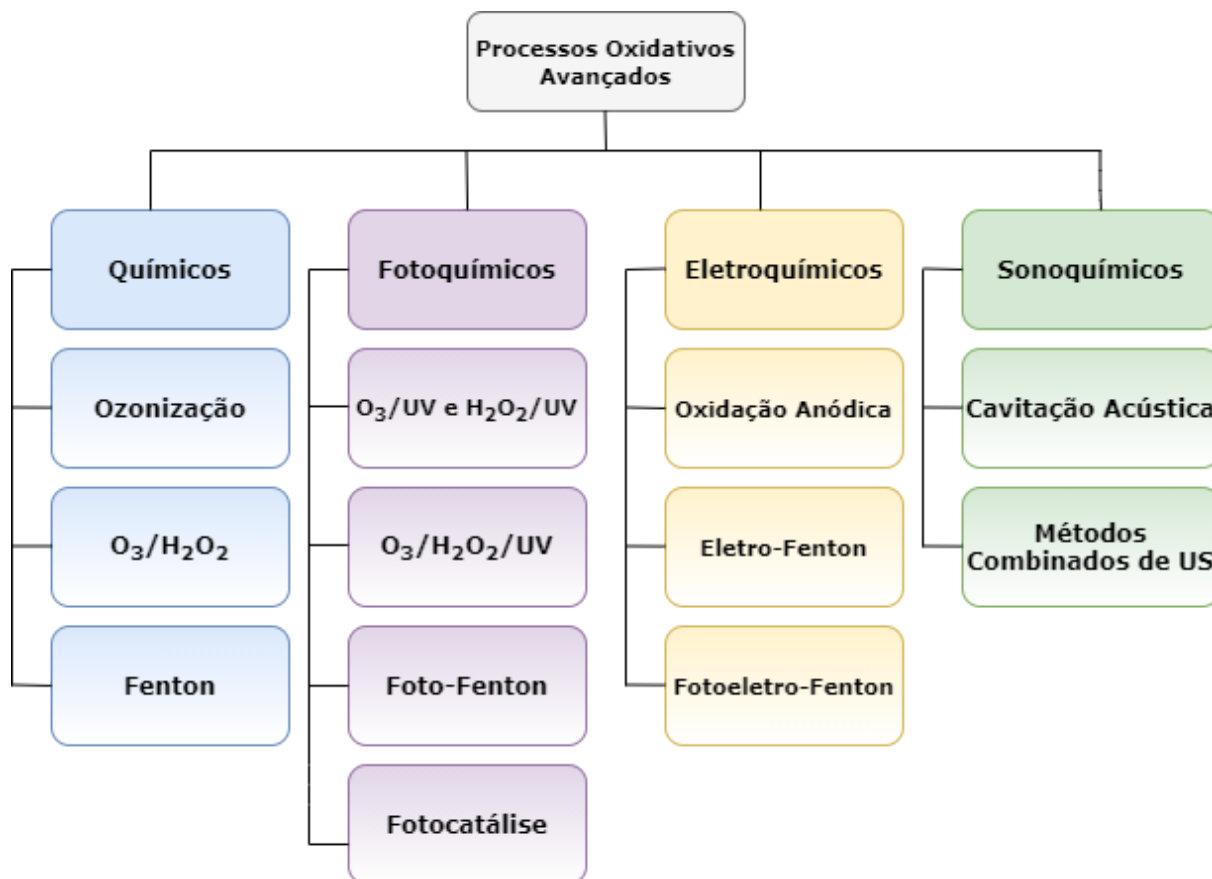 Processos Oxidativos
Avançados
Químicos
Ozonização
O₃/H₂O₂
Fenton
Fotoquímicos
O₃/UV e H₂O₂/UV
O₃/H₂O₂/UV
Foto-Fenton
Fotocatálise
Eletroquímicos
Oxidação Anódica
Eletro-Fenton
Fotoeletro-Fenton
Sonoquímicos
Cavitação Acústica
Métodos
Combinados de US